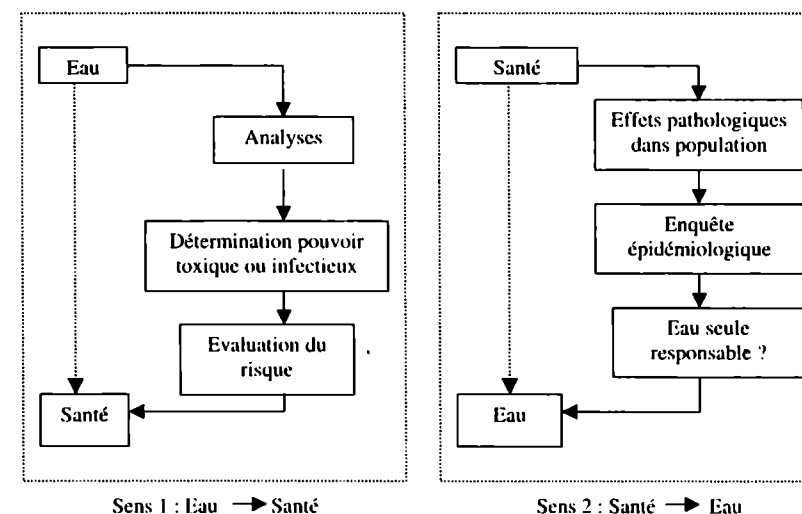 Eau
Analyses
Détermination pouvoir
toxique ou infectieux
Evaluation du
risque
Santé
Sens 1 : Eau → Santé
Santé
Effets pathologiques
dans population
Enquête
épidémiologique
Eau seule
responsable ?
Eau
Sens 2 : Santé → Eau